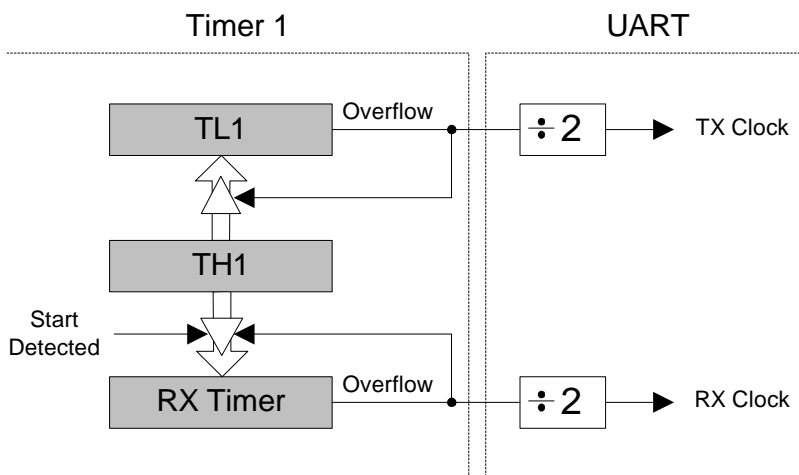 Timer 1
UART
TL1
Overflow
÷2
TX Clock
TH1
Start
Detected
RX Timer
Overflow
÷2
RX Clock